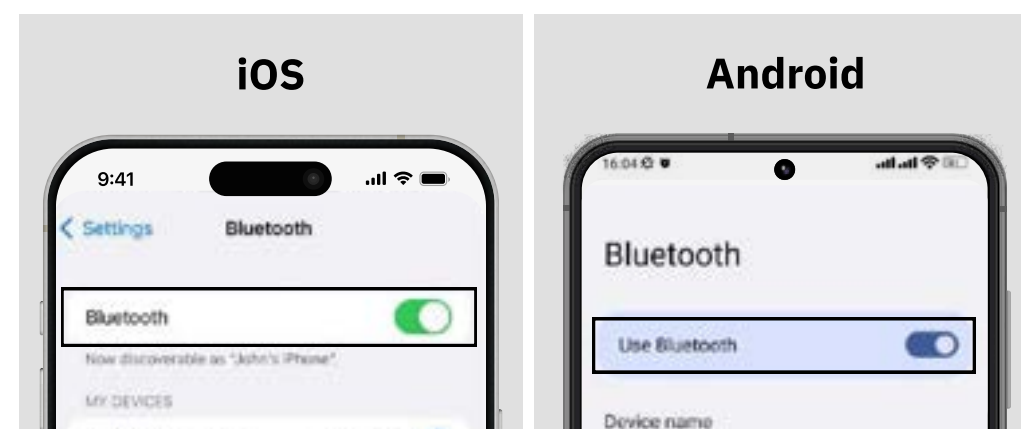 iOS
9:41
Settings
Bluetooth
Bluetooth
Now discoverable as "John's iPhone".
MY DEVICES
Android
16:04
Bluetooth
Use Bluetooth
Device name